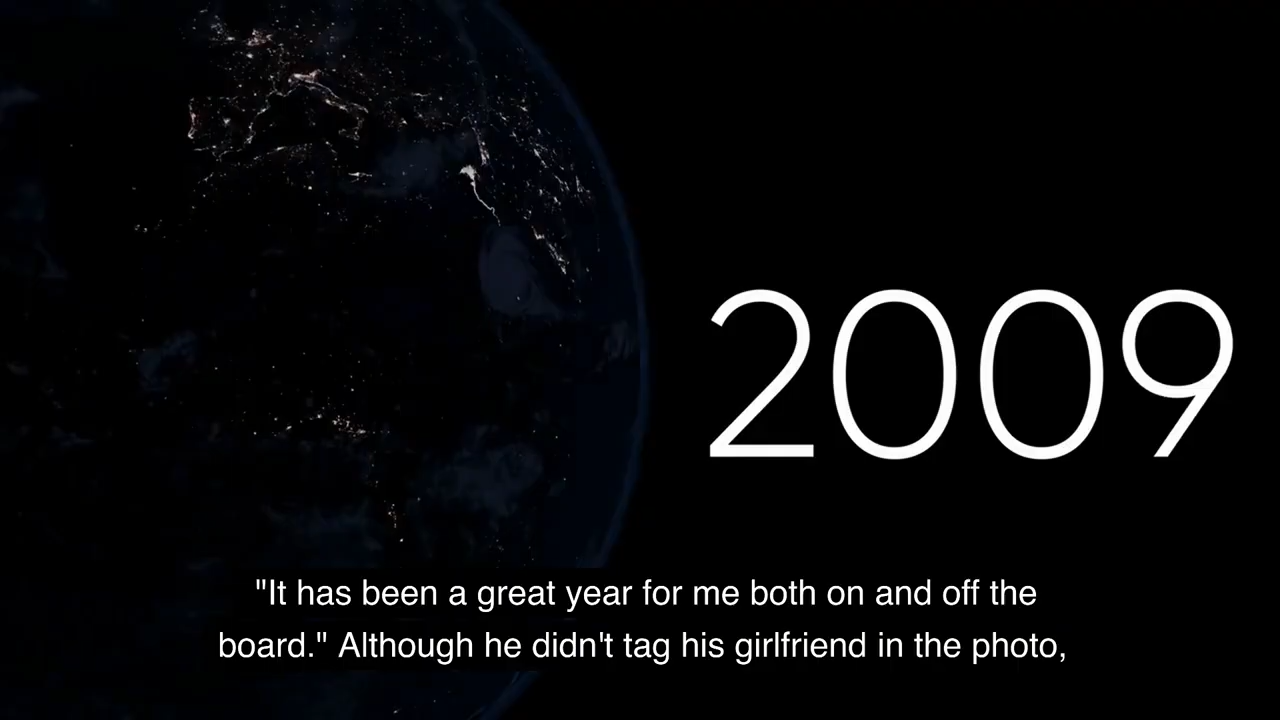 2009
"It has been a great year for me both on and off the
board." Although he didn't tag his girlfriend in the photo,